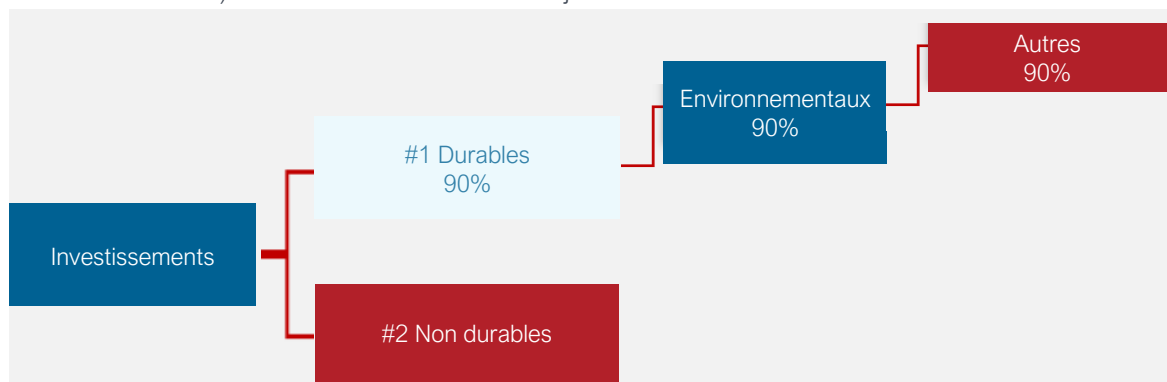 Autres
90%
Environnementaux
90%
#1 Durables
90%
Investissements
#2 Non durables